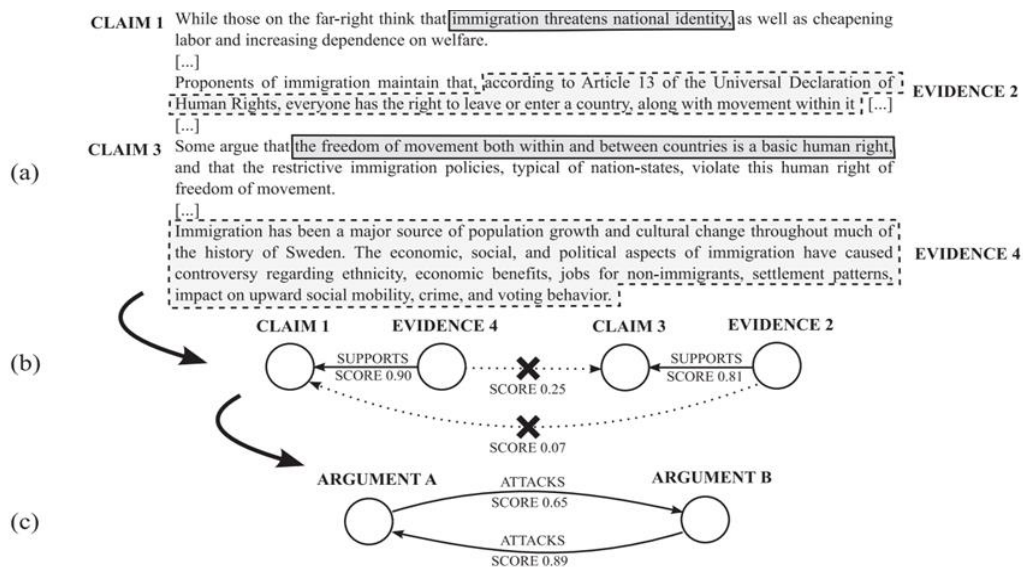 CLAIM 1 While those on the far-right think that immigration threatens national identity, as well as cheapening
labor and increasing dependence on welfare.
[...]
Proponents of immigration maintain that, according to Article 13 of the Universal Declaration of
EVIDENCE 2
Human Rights, everyone has the right to leave or enter a country, along with movement within it [...]
[...]
CLAIM 3 Some argue that the freedom of movement both within and between countries is a basic human right,
(a)
and that the restrictive immigration policies, typical of nation-states, violate this human right of
freedom of movement.
[...]
Immigration has been a major source of population growth and cultural change throughout much of
the history of Sweden. The economic, social, and political aspects of immigration have caused
EVIDENCE 4
controversy regarding ethnicity, economic benefits, jobs for non-immigrants, settlement patterns,
impact on upward social mobility, crime, and voting behavior.
CLAIM 1 EVIDENCE 4 CLAIM 3 EVIDENCE 2
(b)
SUPPORTS SUPPORTS
SCORE 0.90 SCORE 0.25 SCORE 0.81
SCORE 0.07
ARGUMENT A ATTACKS ARGUMENT B
SCORE 0.65
(c)
ATTACKS
SCORE 0.89